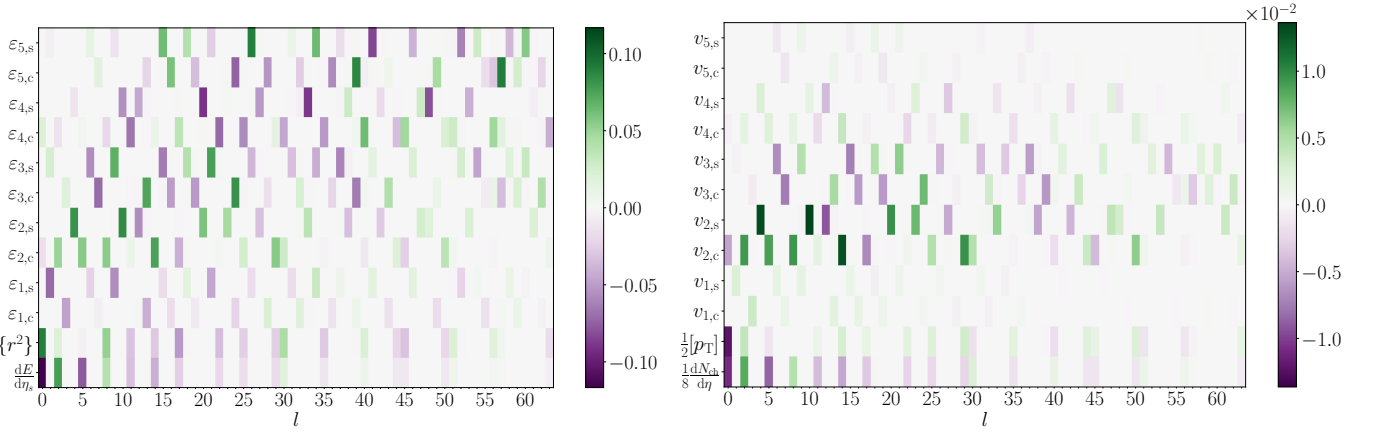 ε5,s
ε5,c
ε4,s
ε4,c
ε3,s
ε3,c
ε2,s
ε2,c
ε1,s
ε1,c
{r²}
dE/dηs
0 5 10 15 20 25 30 35 40 45 50 55 60
l
0.10
0.05
0.00
−0.05
−0.10
v5,s
v5,c
v4,s
v4,c
v3,s
v3,c
v2,s
v2,c
v1,s
v1,c
1/2[pT]
1/8 dNch/dη
0 5 10 15 20 25 30 35 40 45 50 55 60
l
×10⁻²
1.0
0.5
0.0
−0.5
−1.0